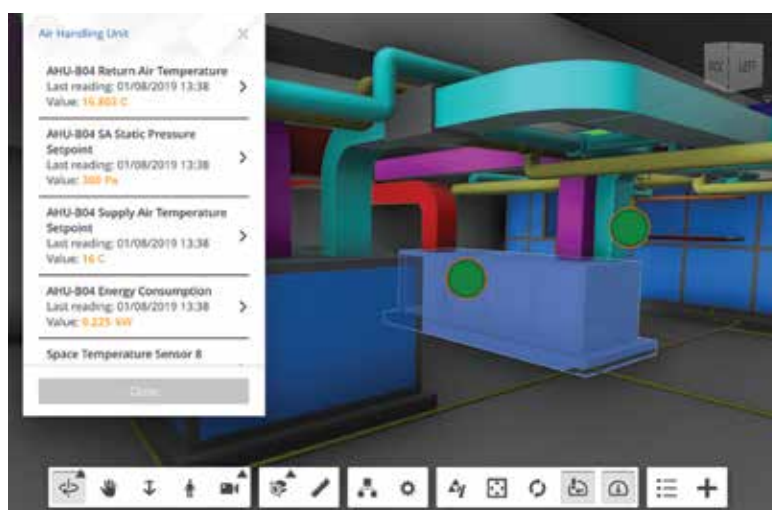 Air Handling Unit
AHU-B04 Return Air Temperature
Last reading: 01/08/2019 13:38
Value: 16.803 C
AHU-B04 SA Static Pressure
Setpoint
Last reading: 01/08/2019 13:38
Value: 300 Pa
AHU-B04 Supply Air Temperature
Setpoint
Last reading: 01/08/2019 13:38
Value: 16 C
AHU-B04 Energy Consumption
Last reading: 01/08/2019 13:38
Value: 0.225 kW
Space Temperature Sensor 8
Close
LEFT